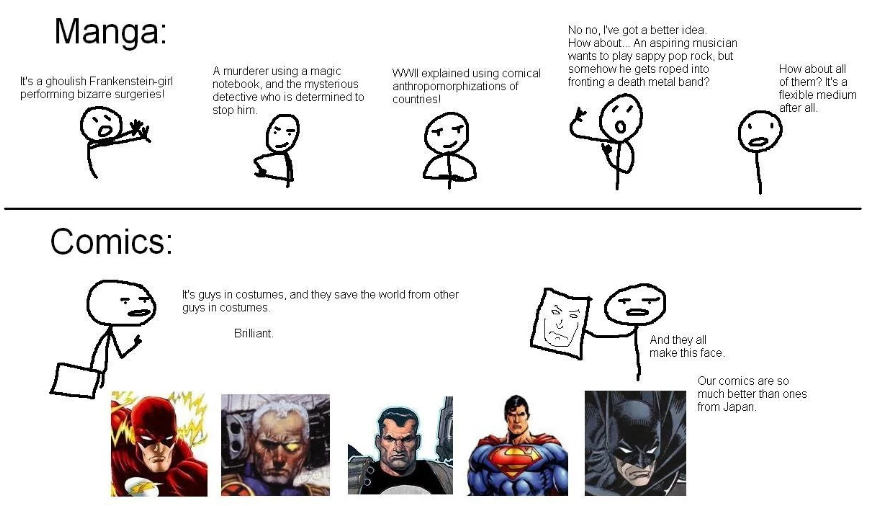 Manga:
It's a ghoulish Frankenstein-girl
performing bizarre surgeries!
A murderer using a magic
notebook, and the mysterious
detective who is determined to
stop him.
WWII explained using comical
anthropomorphizations of
countries!
No no, I've got a better idea.
How about... An aspiring musician
wants to play sappy pop rock, but
somehow he gets roped into
fronting a death metal band?
How about all
of them? It's a
flexible medium
after all.
Comics:
It's guys in costumes, and they save the world from other
guys in costumes.
Brilliant.
And they all
make this face.
Our comics are so
much better than ones
from Japan.